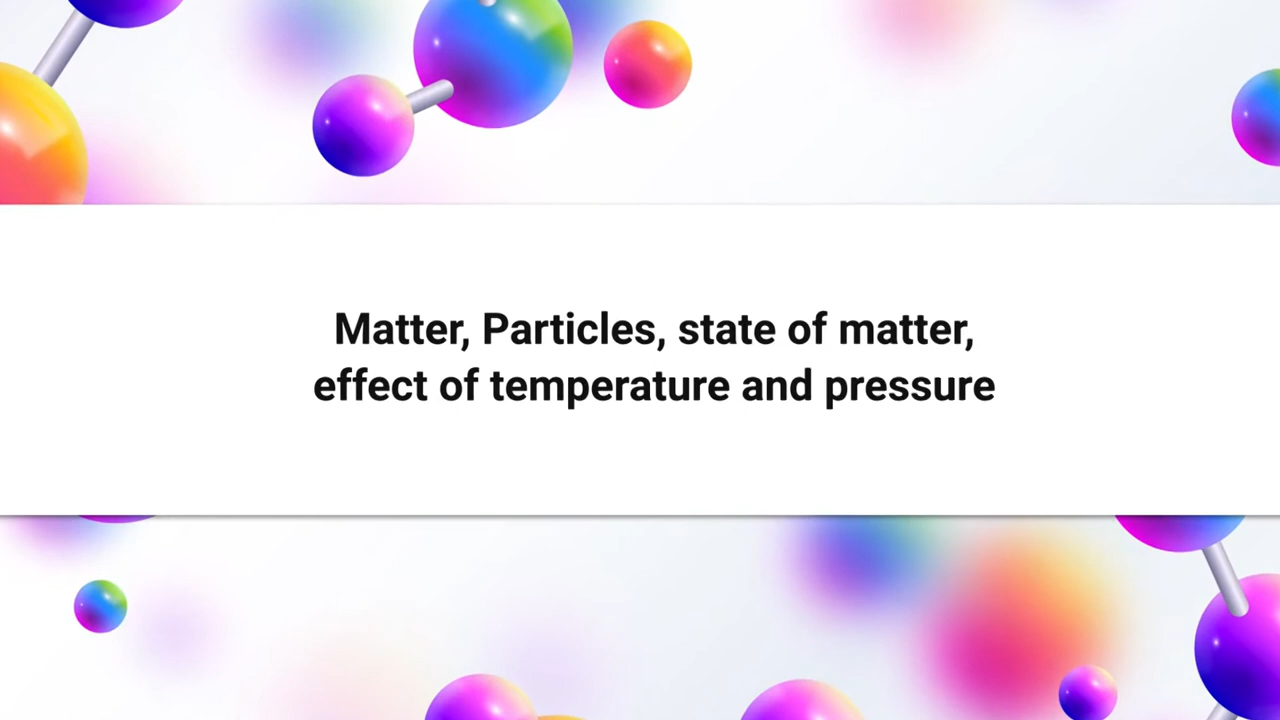 Matter, Particles, state of matter,
effect of temperature and pressure